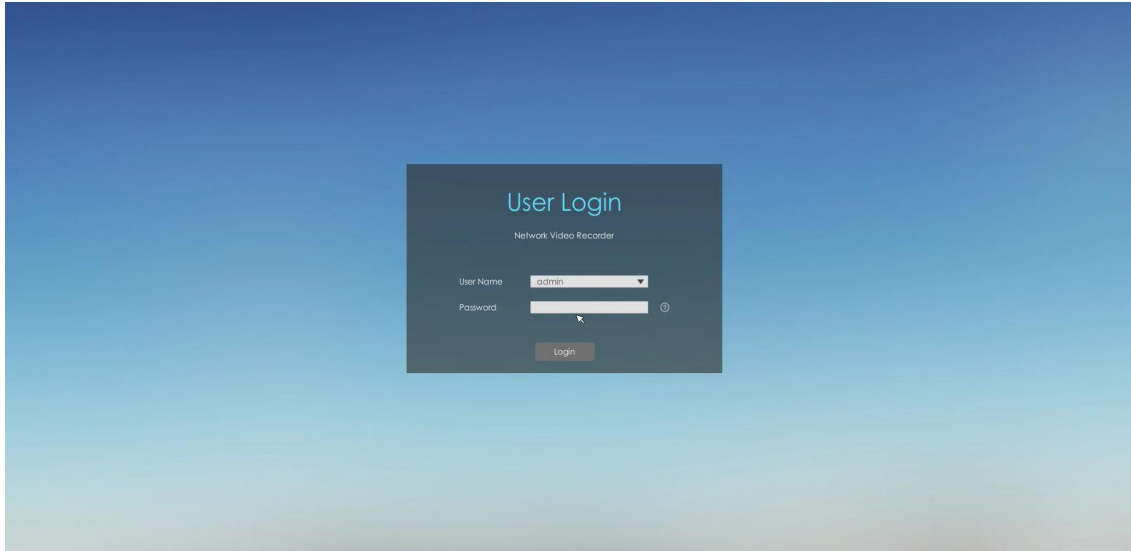 User Login
Network Video Recorder
User Name admin
Password
Login